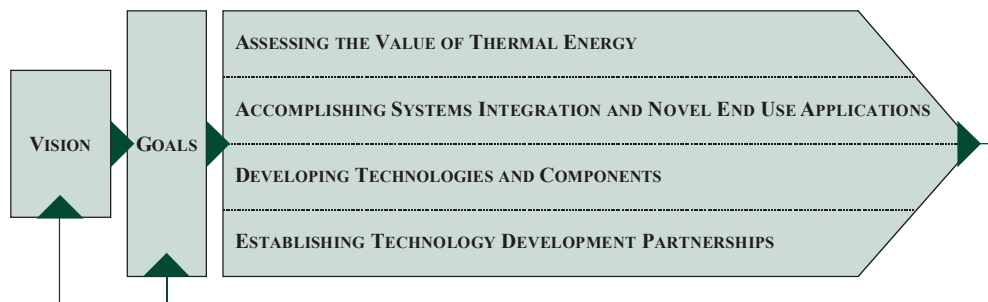 VISION
GOALS
ASSESSING THE VALUE OF THERMAL ENERGY
ACCOMPLISHING SYSTEMS INTEGRATION AND NOVEL END USE APPLICATIONS
DEVELOPING TECHNOLOGIES AND COMPONENTS
ESTABLISHING TECHNOLOGY DEVELOPMENT PARTNERSHIPS